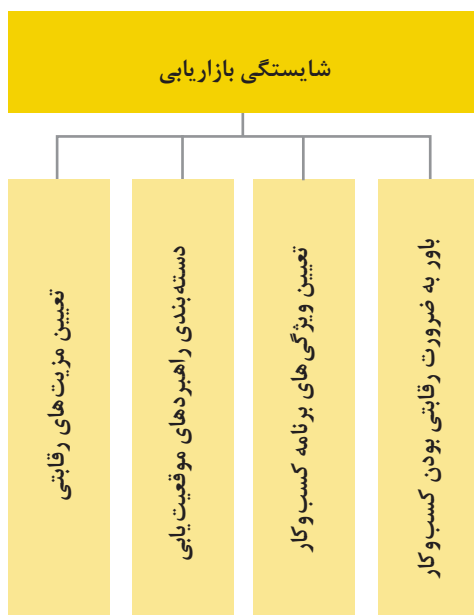 شایستگی بازاریابی
باور به ضرورت رقابتی بودن کسب‌وکار
تعیین ویژگی‌های برنامه کسب‌وکار
دسته‌بندی راهبردهای موقعیت‌یابی
تعیین مزیت‌های رقابتی